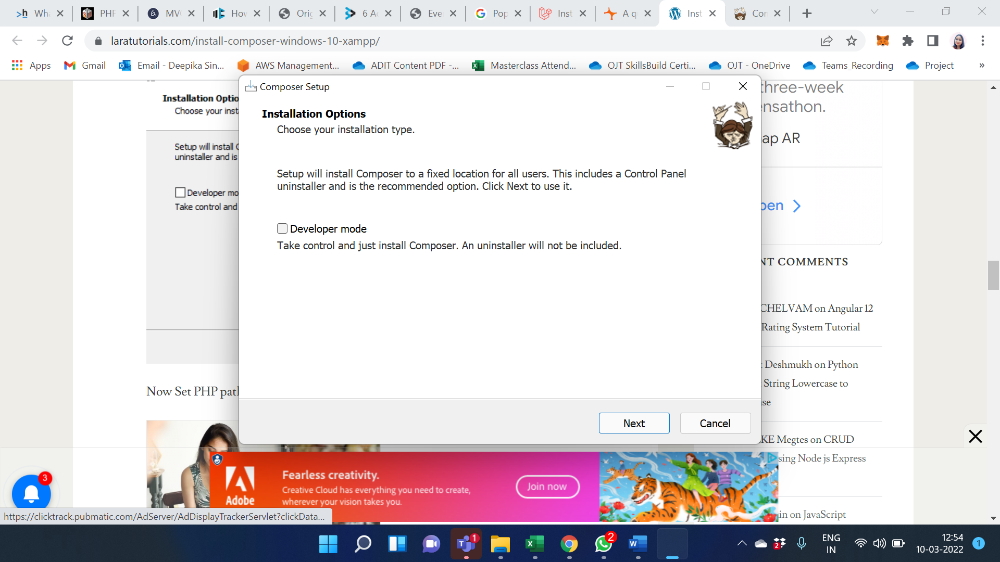 Wh
PHP
MV
How
Orig
6 A
Eve
Pop
Inst
A q
Inst
Cor
laratutorials.com/install-composer-windows-10-xampp/
Apps
Gmail
Email - Deepika Sin...
AWS Management...
ADIT Content PDF -...
Masterclass Attend...
OJT SkillsBuild Certi...
OJT - OneDrive
Teams_Recording
Project
»
Installation Optio
Choose your inst
Setup will install C
uninstaller and is
Developer mo
Take control and
Now Set PHP pat
Composer Setup
Installation Options
Choose your installation type.
Setup will install Composer to a fixed location for all users. This includes a Control Panel
uninstaller and is the recommended option. Click Next to use it.
Developer mode
Take control and just install Composer. An uninstaller will not be included.
Next
Cancel
three-week
ensathon.
ap AR
pen
NT COMMENTS
CHELVAM on Angular 12
Rating System Tutorial
t Deshmukh on Python
String Lowercase to
se
KE Megtes on CRUD
sing Node js Express
in on JavaScript
3
Adobe
Fearless creativity.
Creative Cloud has everything you need to create,
wherever your vision takes you.
Join now
https://clicktrack.pubmatic.com/AdServer/AdDisplayTrackerServlet?clickData...
1
2
2
ENG
IN
12:54
10-03-2022
1